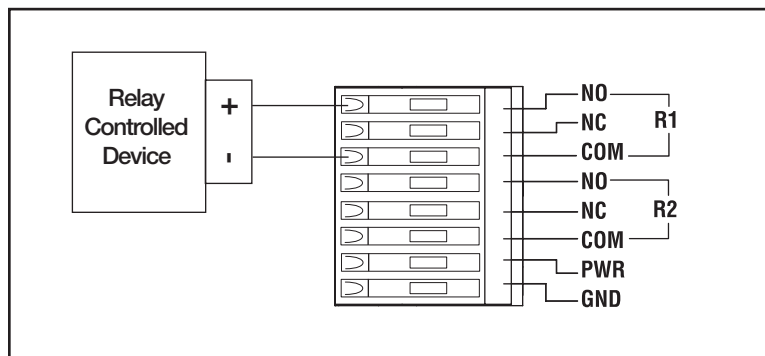 Relay
Controlled
Device
+
-
NO
NC
COM
R1
NO
NC
COM
R2
PWR
GND